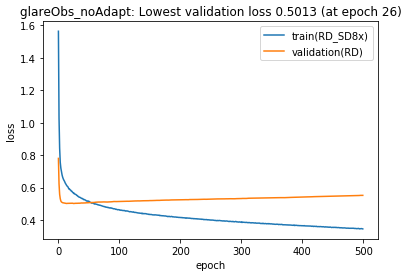 glareObs_noAdapt: Lowest validation loss 0.5013 (at epoch 26)
train(RD_SD8x)
validation(RD)
1.6
1.4
1.2
1.0
0.8
0.6
0.4
loss
0
100
200
300
400
500
epoch